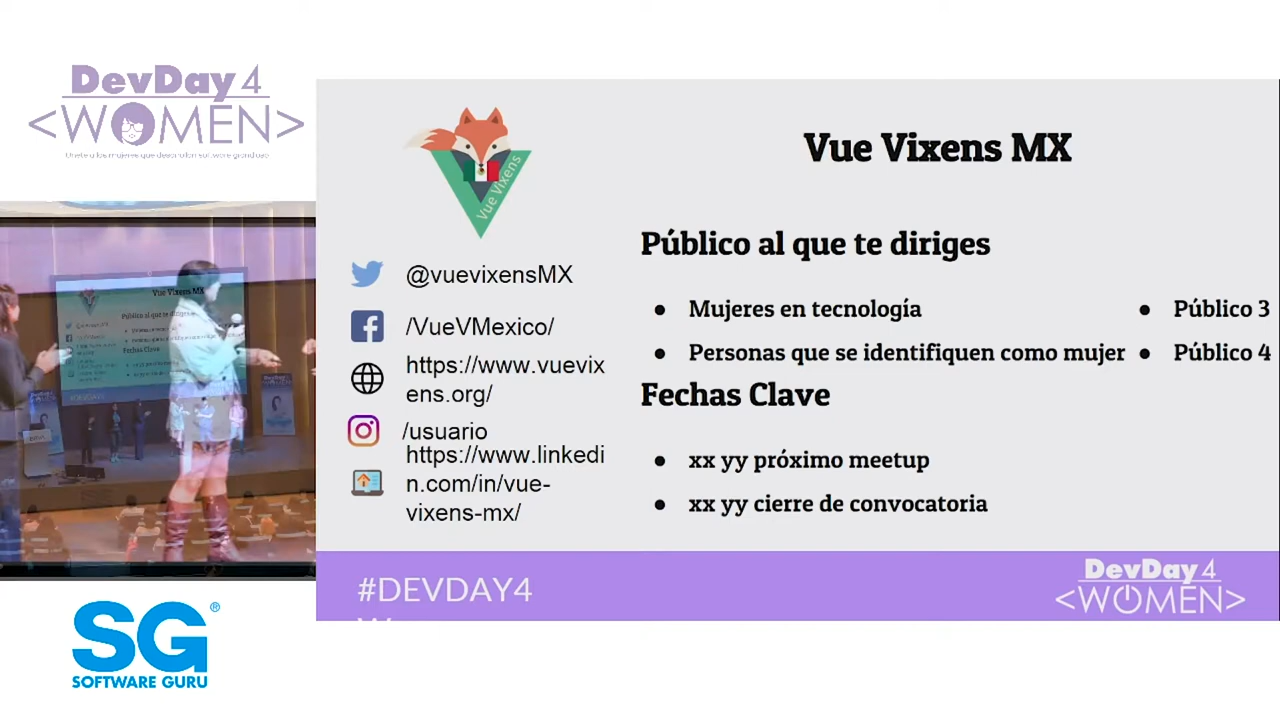 DevDay4
<WOMEN>
Vue Vixens
Vue Vixens MX
Público al que te diriges
@vuevixensMX
● Mujeres en tecnología
● Público 3
/VueVMexico/
● Personas que se identifiquen como mujer
● Público 4
https://www.vuevix
ens.org/
Fechas Clave
/usuario
● xx yy próximo meetup
https://www.linkedi
n.com/in/vue-
vixens-mx/
● xx yy cierre de convocatoria
#DEVDAY4
DevDay4
<WOMEN>
SG®
SOFTWARE GURU